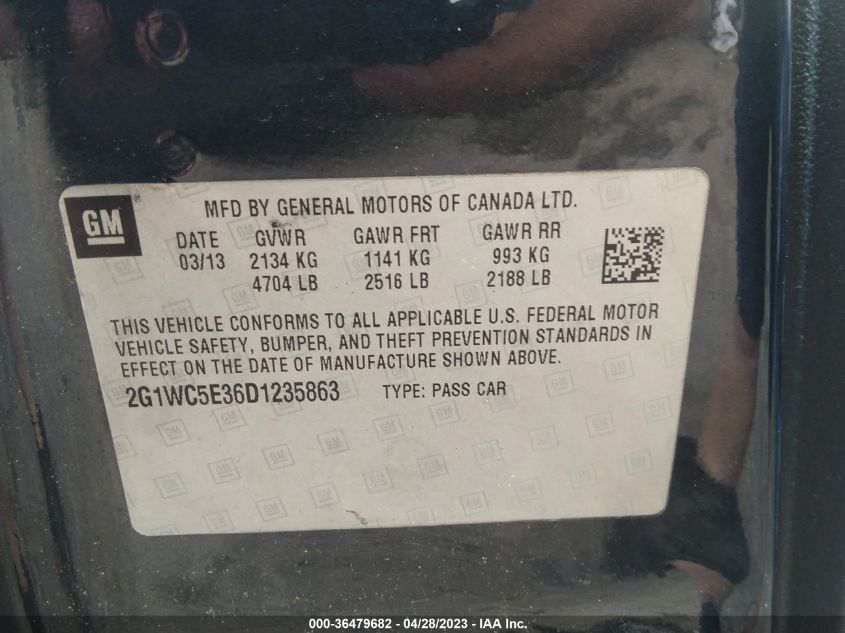 GM
MFD BY GENERAL MOTORS OF CANADA LTD.
DATE GVWR GAWR FRT GAWR RR
03/13 2134 KG 1141 KG 993 KG
4704 LB 2516 LB 2188 LB
THIS VEHICLE CONFORMS TO ALL APPLICABLE U.S. FEDERAL MOTOR
VEHICLE SAFETY, BUMPER, AND THEFT PREVENTION STANDARDS IN
EFFECT ON THE DATE OF MANUFACTURE SHOWN ABOVE.
2G1WC5E36D1235863 TYPE: PASS CAR
000-36479682 - 04/28/2023 - IAA Inc.